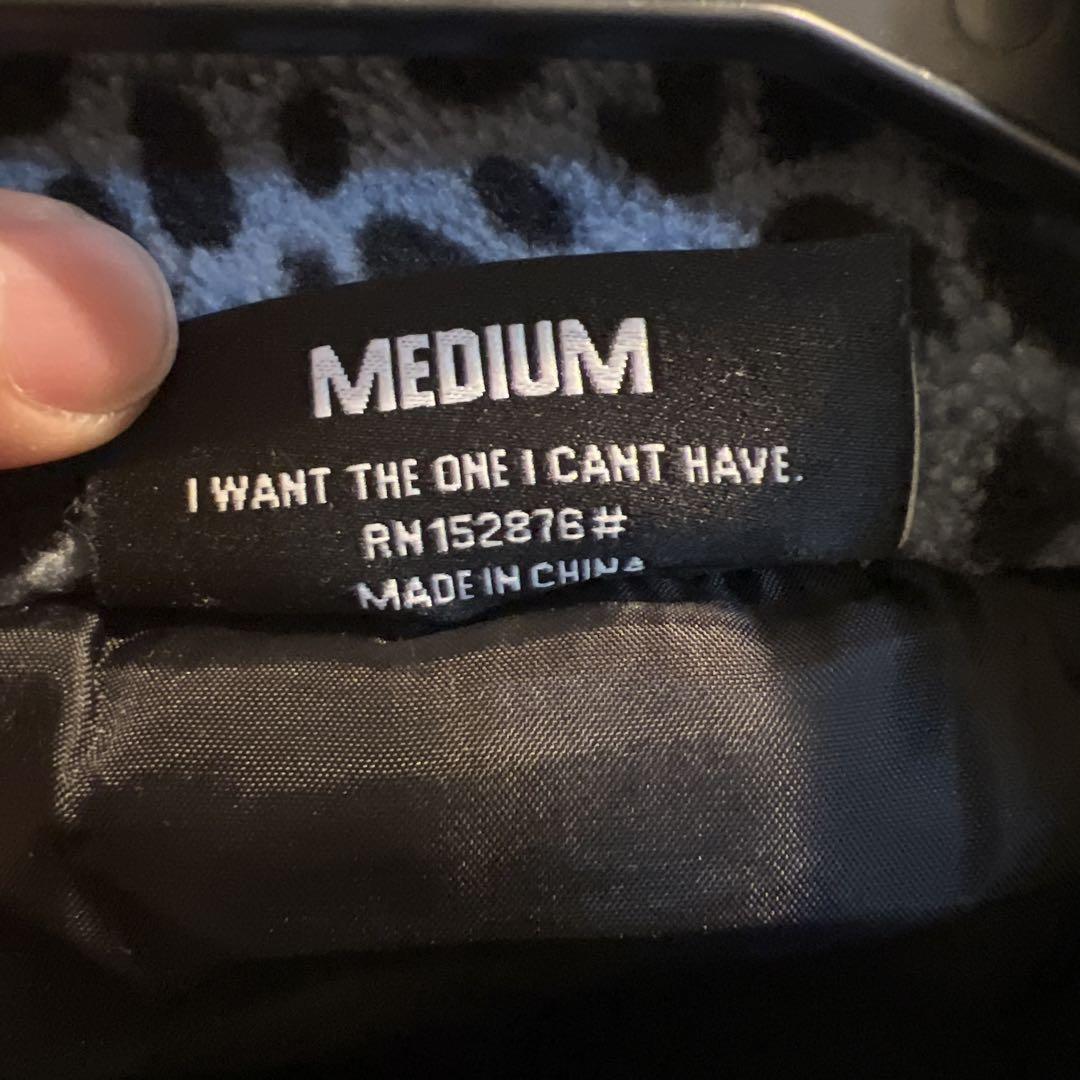 MEDIUM
I WANT THE ONE I CANT HAVE.
RN152876#
MADE IN CHINA